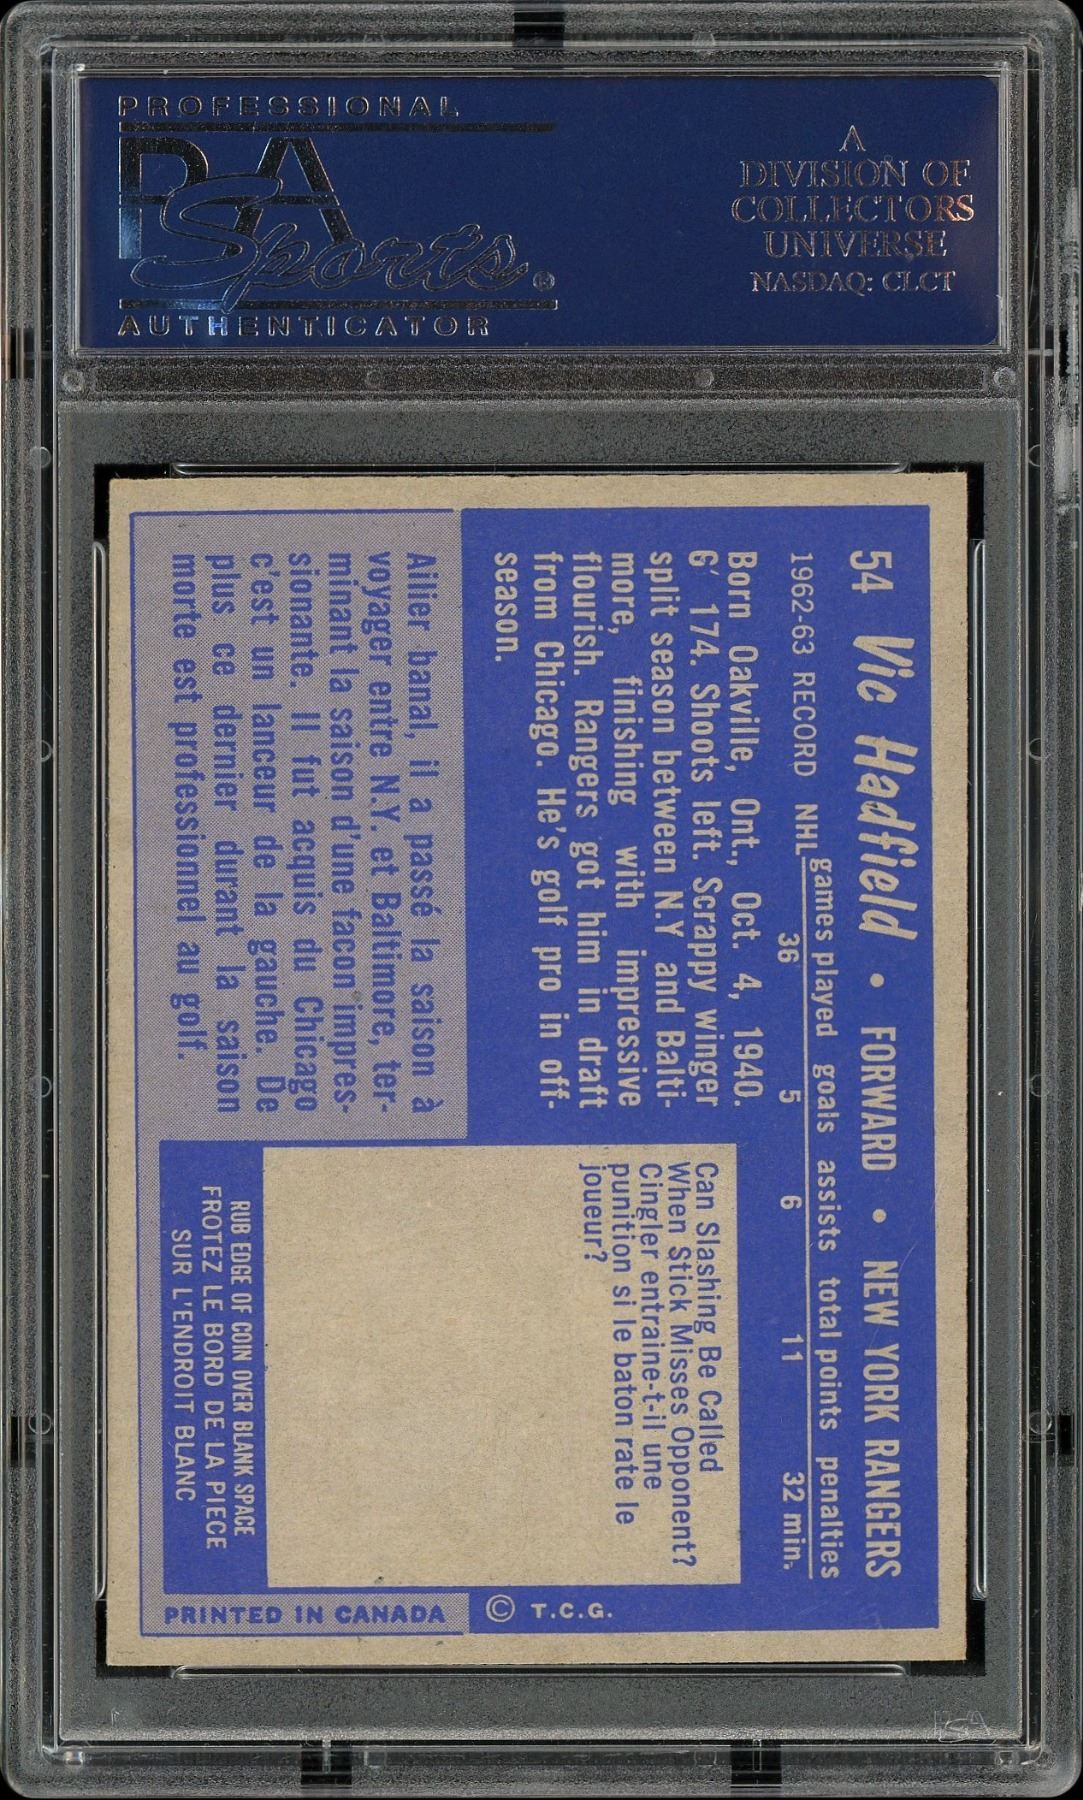 PROFESSIONAL
PSA
Sports®
AUTHENTICATOR
A
DIVISION OF
COLLECTORS
UNIVERSE
NASDAQ: CLCT
54 Vic Hadfield • FORWARD • NEW YORK RANGERS
games played goals assists total points penalties
1962-63 RECORD NHL 36 5 6 11 32 min.
Born Oakville, Ont., Oct. 4, 1940.
6' 174. Shoots left. Scrappy winger
split season between N.Y and Balti-
more, finishing with impressive
flourish. Rangers got him in draft
from Chicago. He's golf pro in off-
season.
Ailier banal, il a passé la saison à
voyager entre N.Y. et Baltimore, ter-
minant la saison d'une facon impres-
sionante. Il fut acquis du Chicago
c'est un lanceur de la gauche. De
plus ce dernier durant la saison
morte est professionnel au golf.
Can Slashing Be Called
When Stick Misses Opponent?
Cingler entraine-t-il une
punition si le baton rate le
joueur?
RUB EDGE OF COIN OVER BLANK SPACE
FROTEZ LE BORD DE LA PIECE
SUR L'ENDROIT BLANC
© T.C.G.
PRINTED IN CANADA
PSA